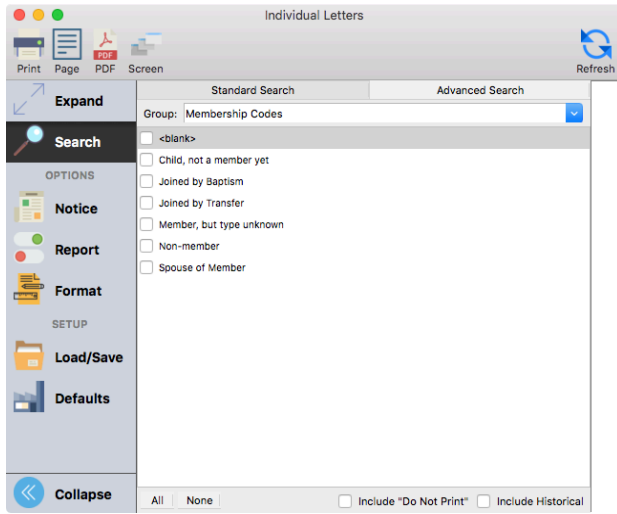 Individual Letters
Print Page PDF Screen Refresh
PDF
Expand
Search
OPTIONS
Notice
Report
Format
SETUP
Load/Save
Defaults
Collapse
Standard Search Advanced Search
Group: Membership Codes
<blank>
Child, not a member yet
Joined by Baptism
Joined by Transfer
Member, but type unknown
Non-member
Spouse of Member
All None Include "Do Not Print" Include Historical